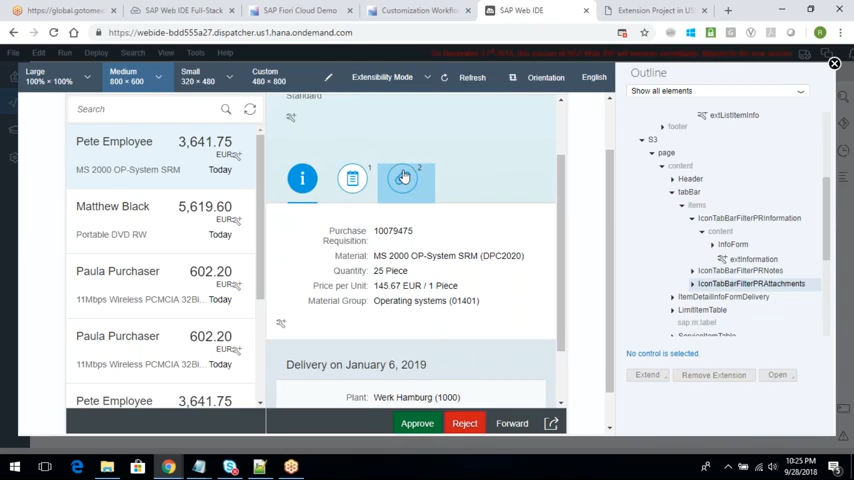 https://global.gotomee
SAP Web IDE Full-Stack
SAP Fiori Cloud Demo
Customization Workflow
SAP Web IDE
Extension Project in US
https://webide-bdd555a27.dispatcher.us1.hana.ondemand.com
File
Edit
Run
Deploy
Search
View
Tools
Help
Large
100% × 100%
Medium
800 × 600
Small
320 × 480
Custom
480 × 800
Extensibility Mode
Refresh
Orientation
English
Outline
Show all elements
Search
Pete Employee
3,641.75
EUR
MS 2000 OP-System SRM
Today
Matthew Black
5,619.60
EUR
Portable DVD RW
Today
Paula Purchaser
602.20
EUR
11Mbps Wireless PCMCIA 32Bi...
Today
Paula Purchaser
602.20
EUR
11Mbps Wireless PCMCIA 32Bi...
Today
Pete Employee
3,641.75
Standard
1
2
Purchase Requisition:
10079475
Material:
MS 2000 OP-System SRM (DPC2020)
Quantity:
25 Piece
Price per Unit:
145.67 EUR / 1 Piece
Material Group:
Operating systems (01401)
Delivery on January 6, 2019
Plant:
Werk Hamburg (1000)
Approve
Reject
Forward
extListItemInfo
footer
S3
page
content
Header
tabBar
items
IconTabBarFilterPRInformation
content
InfoForm
extInformation
IconTabBarFilterPRNotes
IconTabBarFilterPRAttachments
ItemDetailInfoFormDelivery
LimitItemTable
sap.m.label
ServiceItemTable
No control is selected.
Extend
Remove Extension
Open
10:25 PM
9/28/2018